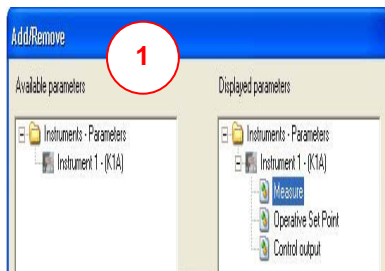 Add/Remove
1
Available parameters
Displayed parameters
Instruments - Parameters
Instrument 1 - (K1A)
Instruments - Parameters
Instrument 1 - (K1A)
Measure
Operative Set Point
Control output